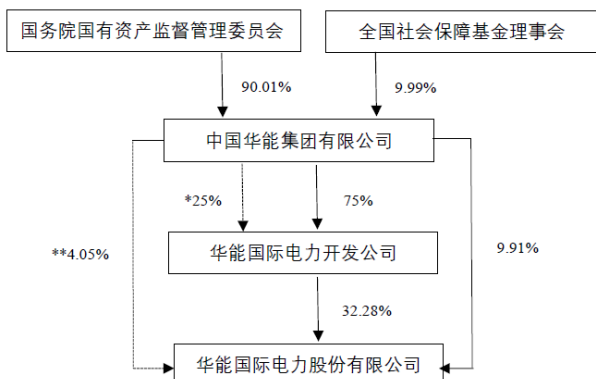 国务院国有资产监督管理委员会
全国社会保障基金理事会
90.01%
9.99%
中国华能集团有限公司
*25%
75%
**4.05%
华能国际电力开发公司
9.91%
32.28%
华能国际电力股份有限公司